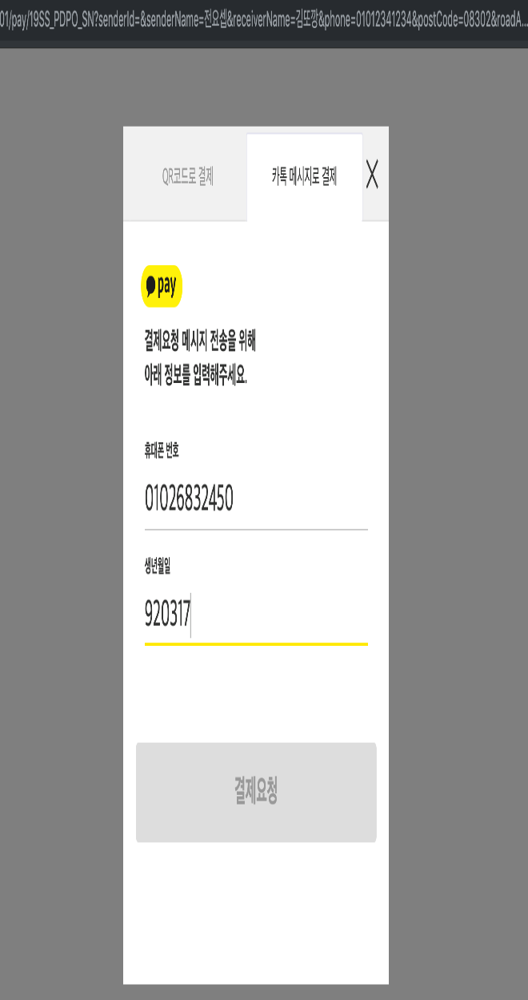 01/pay/19SS_PDPO_SN?senderId=&senderName=전요셉&receiverName=김또깡&phone=01012341234&postCode=08302&roadA...
QR코드로 결제
카톡 메시지로 결제
pay
결제요청 메시지 전송을 위해
아래 정보를 입력해주세요.
휴대폰 번호
01026832450
생년월일
920317
결제요청